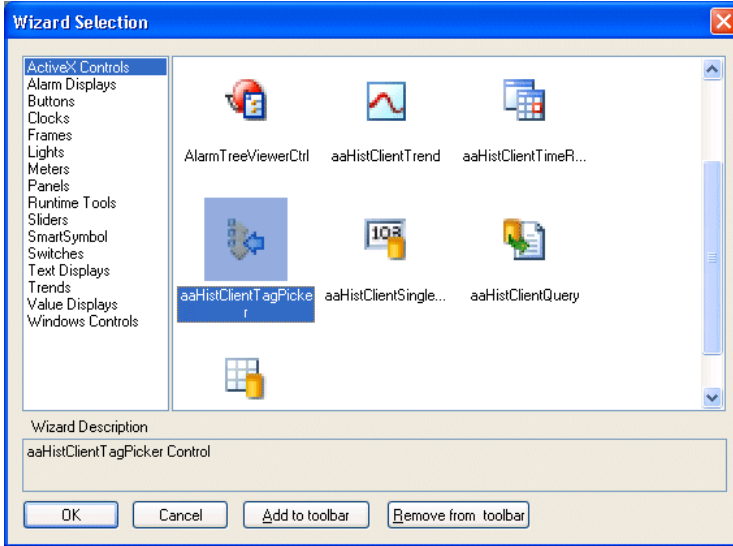 Wizard Selection
ActiveX Controls
Alarm Displays
Buttons
Clocks
Frames
Lights
Meters
Panels
Runtime Tools
Sliders
SmartSymbol
Switches
Text Displays
Trends
Value Displays
Windows Controls
AlarmTreeViewerCtrl
aaHistClientTrend
aaHistClientTimeR...
aaHistClientTagPicke
r
103
aaHistClientSingle...
aaHistClientQuery
Wizard Description
aaHistClientTagPicker Control
OK
Cancel
Add to toolbar
Remove from toolbar